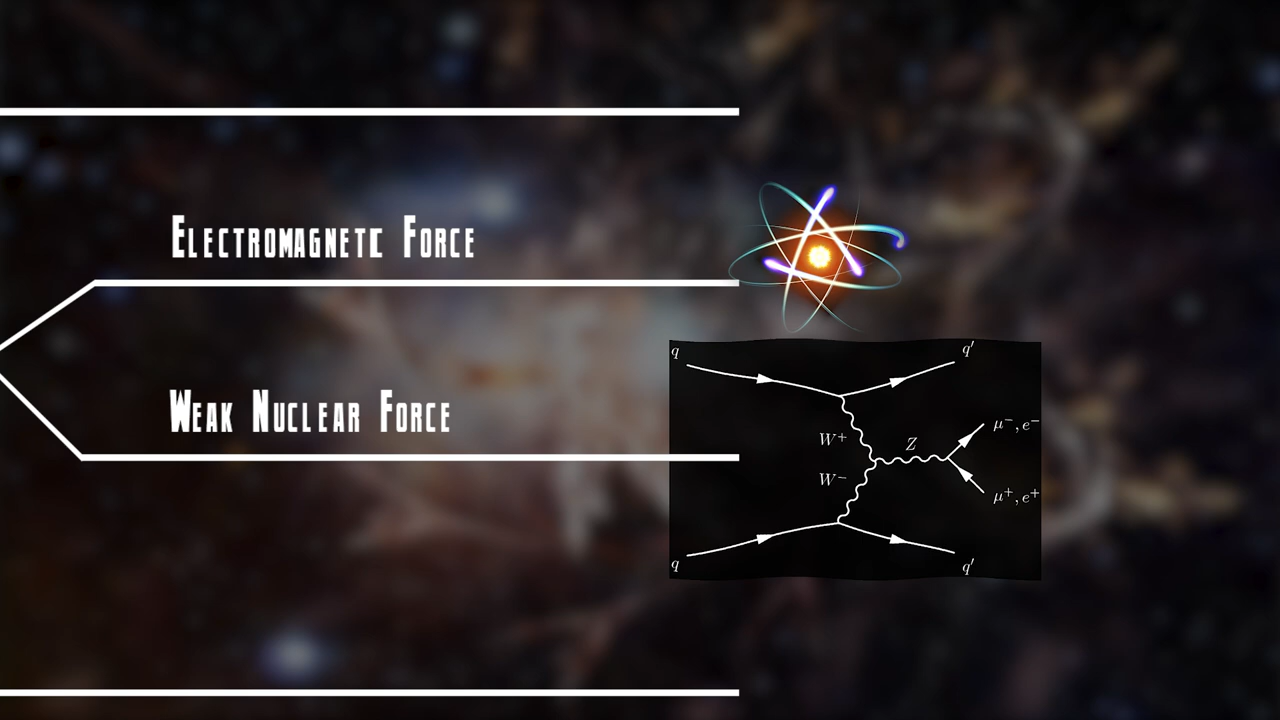 Electromagnetic Force
q q′
Weak Nuclear Force
W⁺ Z μ⁻, e⁻
W⁻
μ⁺, e⁺
q q′